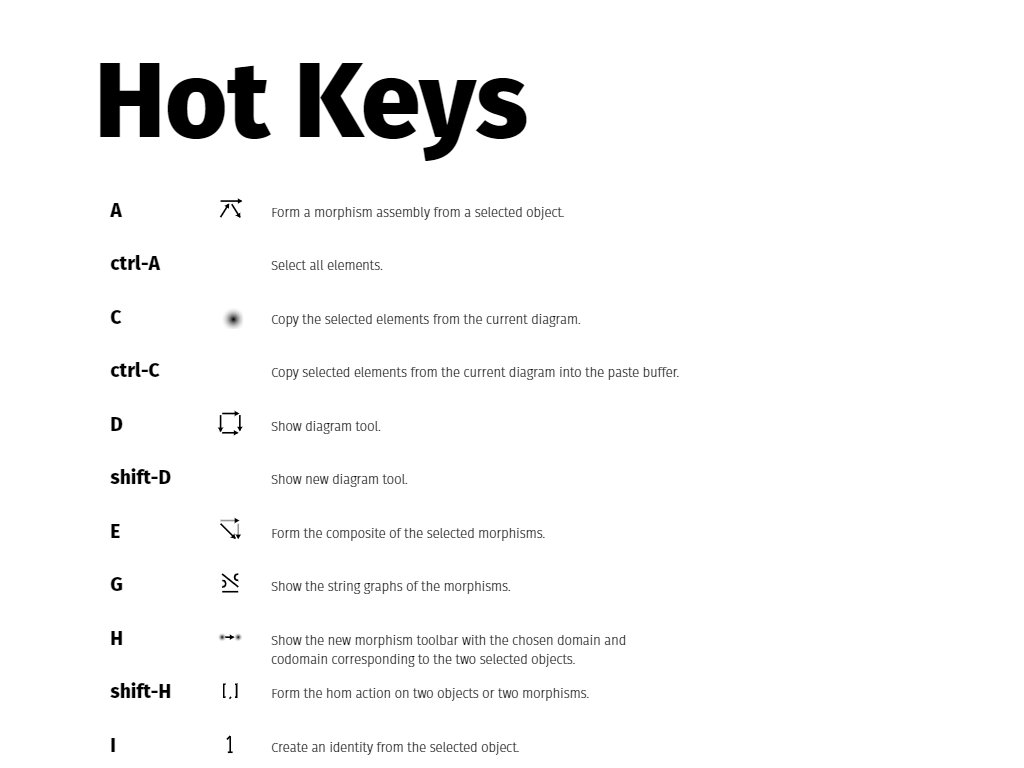 Hot Keys
A Form a morphism assembly from a selected object.
ctrl-A Select all elements.
C Copy the selected elements from the current diagram.
ctrl-C Copy selected elements from the current diagram into the paste buffer.
D Show diagram tool.
shift-D Show new diagram tool.
E Form the composite of the selected morphisms.
G Show the string graphs of the morphisms.
H Show the new morphism toolbar with the chosen domain and
codomain corresponding to the two selected objects.
shift-H [,] Form the hom action on two objects or two morphisms.
I 1 Create an identity from the selected object.